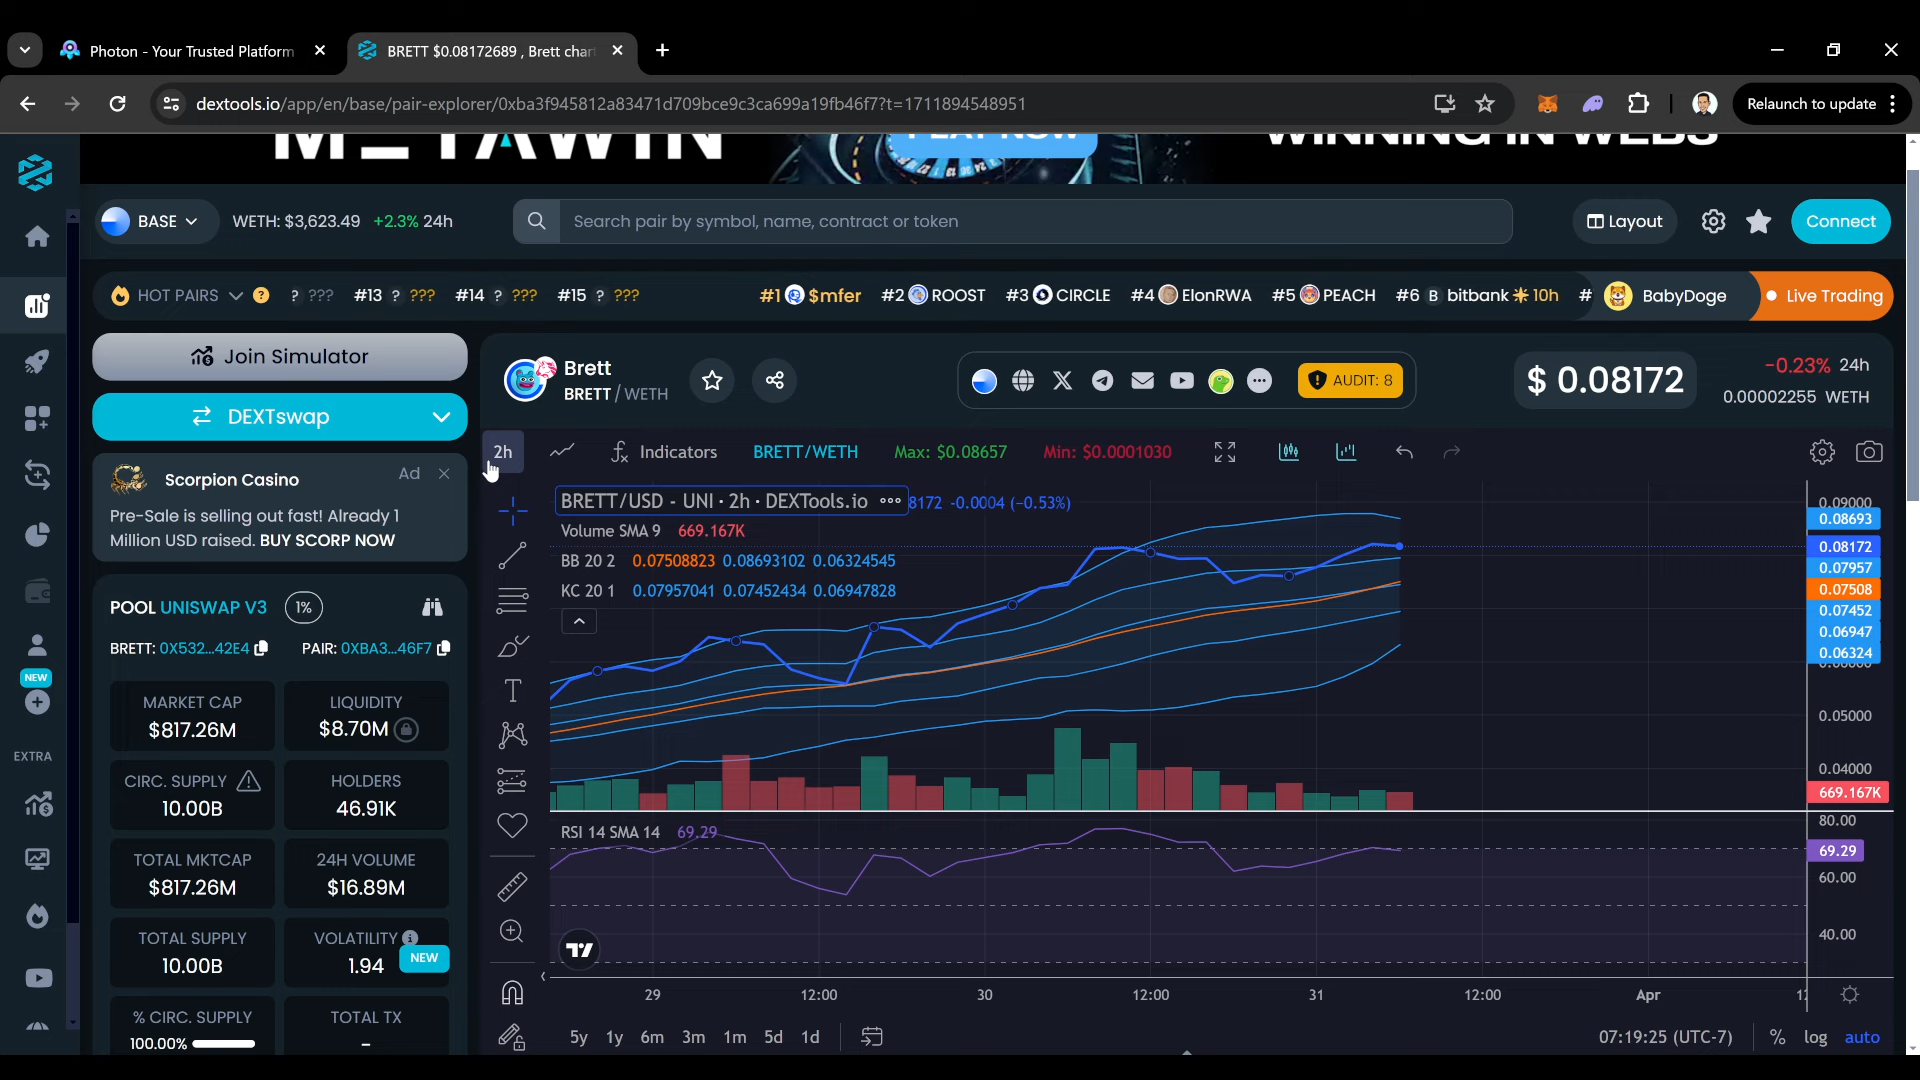 Photon - Your Trusted Platform
BRETT $0.08172689 , Brett char
dextools.io/app/en/base/pair-explorer/0xba3f945812a83471d709bce9c3ca699a19fb46f7?t=1711894548951
Relaunch to update
METAWIN
PLAY NOW
WINNING IN WEB3
BASE
WETH: $3,623.49 +2.3% 24h
Search pair by symbol, name, contract or token
Layout
Connect
HOT PAIRS
? ???
#13 ? ???
#14 ? ???
#15 ? ???
#1 $mfer
#2 ROOST
#3 CIRCLE
#4 ElonRWA
#5 PEACH
#6 B bitbank 10h
#
BabyDoge
Live Trading
Join Simulator
DEXTswap
Scorpion Casino
Ad
Pre-Sale is selling out fast! Already 1
Million USD raised. BUY SCORP NOW
POOL UNISWAP V3
1%
BRETT: 0X532...42E4
PAIR: 0XBA3...46F7
MARKET CAP
$817.26M
LIQUIDITY
$8.70M
CIRC. SUPPLY
10.00B
HOLDERS
46.91K
TOTAL MKTCAP
$817.26M
24H VOLUME
$16.89M
TOTAL SUPPLY
10.00B
VOLATILITY
1.94
NEW
% CIRC. SUPPLY
100.00%
TOTAL TX
-
NEW
EXTRA
Brett
BRETT / WETH
AUDIT: 8
$ 0.08172
-0.23% 24h
0.00002255 WETH
2h
Indicators
BRETT/WETH
Max: $0.08657
Min: $0.0001030
BRETT/USD - UNI · 2h · DEXTools.io
8172 -0.0004 (−0.53%)
Volume SMA 9 669.167K
BB 20 2 0.07508823 0.08693102 0.06324545
KC 20 1 0.07957041 0.07452434 0.06947828
RSI 14 SMA 14 69.29
0.09000
0.08693
0.08172
0.07957
0.07508
0.07452
0.06947
0.06324
0.06000
0.05000
0.04000
669.167K
80.00
69.29
60.00
40.00
29
12:00
30
12:00
31
12:00
Apr
5y
1y
6m
3m
1m
5d
1d
07:19:25 (UTC-7)
%
log
auto